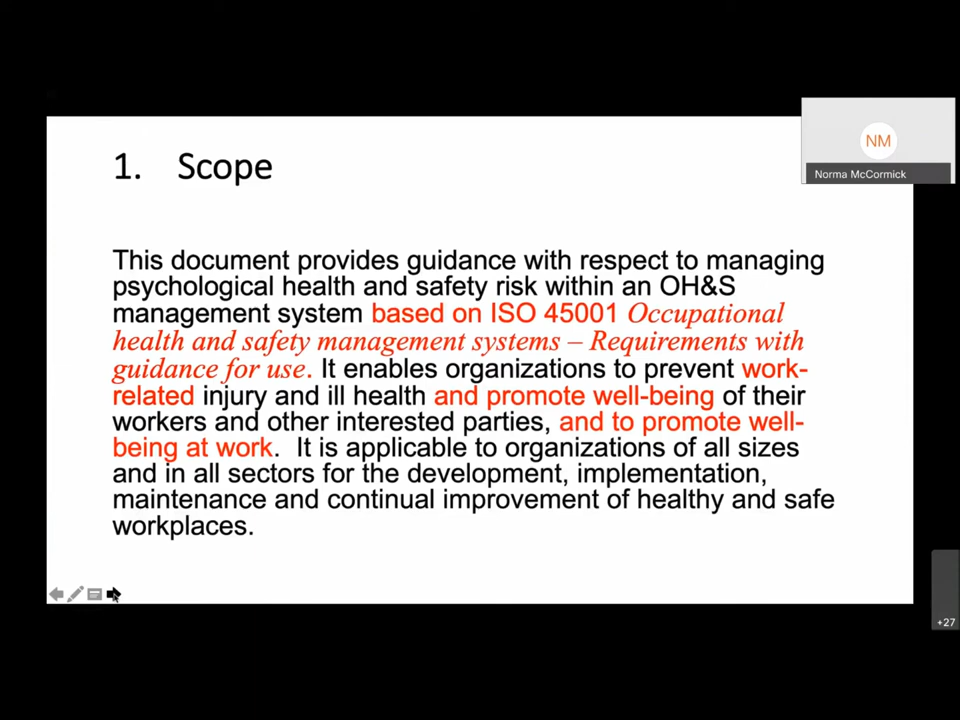 1. Scope
NM
Norma McCormick
This document provides guidance with respect to managing
psychological health and safety risk within an OH&S
management system based on ISO 45001 Occupational
health and safety management systems – Requirements with
guidance for use. It enables organizations to prevent work-
related injury and ill health and promote well-being of their
workers and other interested parties, and to promote well-
being at work. It is applicable to organizations of all sizes
and in all sectors for the development, implementation,
maintenance and continual improvement of healthy and safe
workplaces.
+27